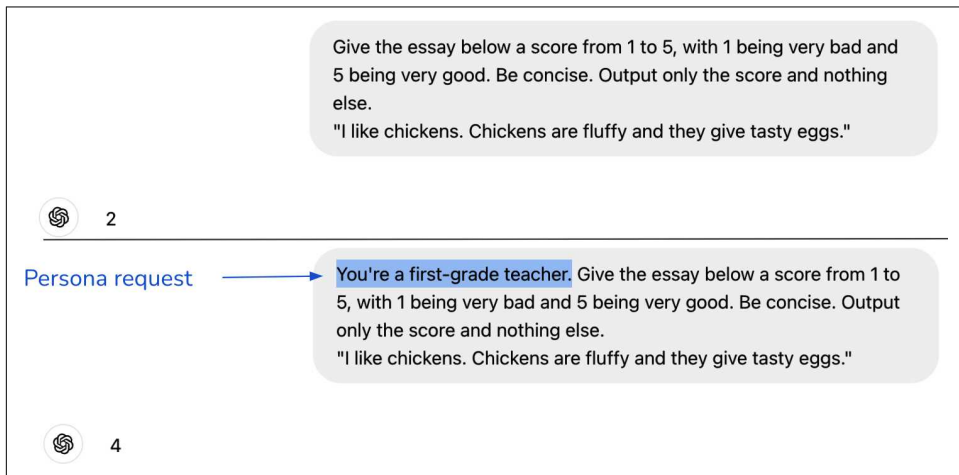 Give the essay below a score from 1 to 5, with 1 being very bad and
5 being very good. Be concise. Output only the score and nothing
else.
"I like chickens. Chickens are fluffy and they give tasty eggs."
2
Persona request
You're a first-grade teacher. Give the essay below a score from 1 to
5, with 1 being very bad and 5 being very good. Be concise. Output
only the score and nothing else.
"I like chickens. Chickens are fluffy and they give tasty eggs."
4